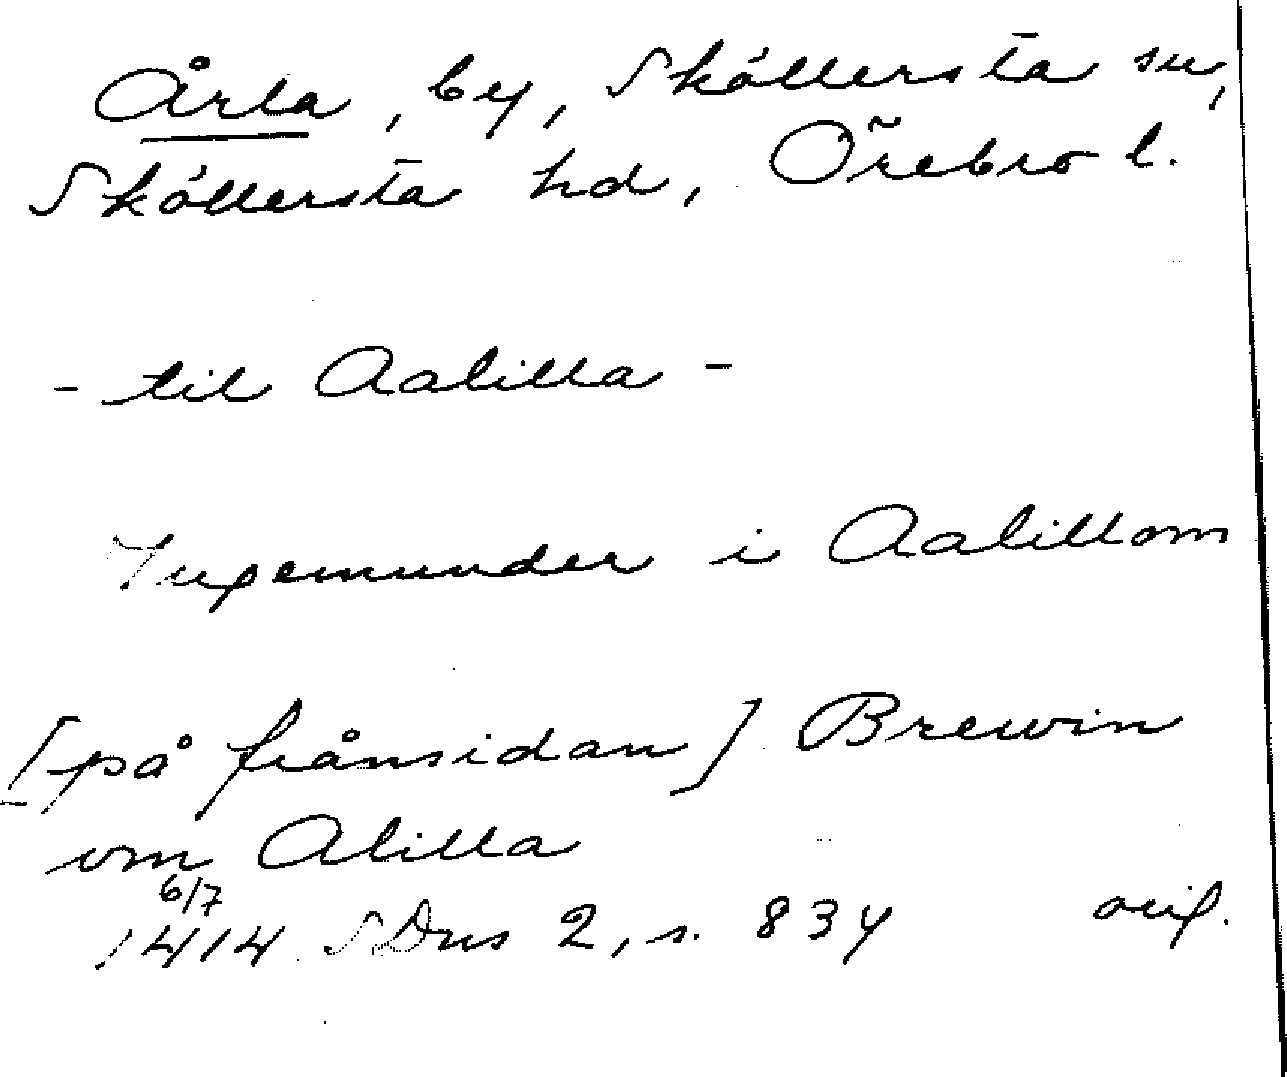 Årla, by, Sköllersta sn,
Sköllersta hd, Örebro l.
- til Aalilla -
Ingemunder i Aalillom
[på frånsidan] Brewin
vm Alilla
6/7
1414 SDns 2, s. 834 orig.